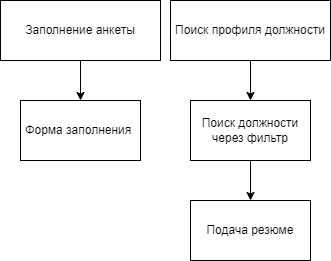 Заполнение анкеты
Поиск профиля должности
Форма заполнения
Поиск должности
через фильтр
Подача резюме